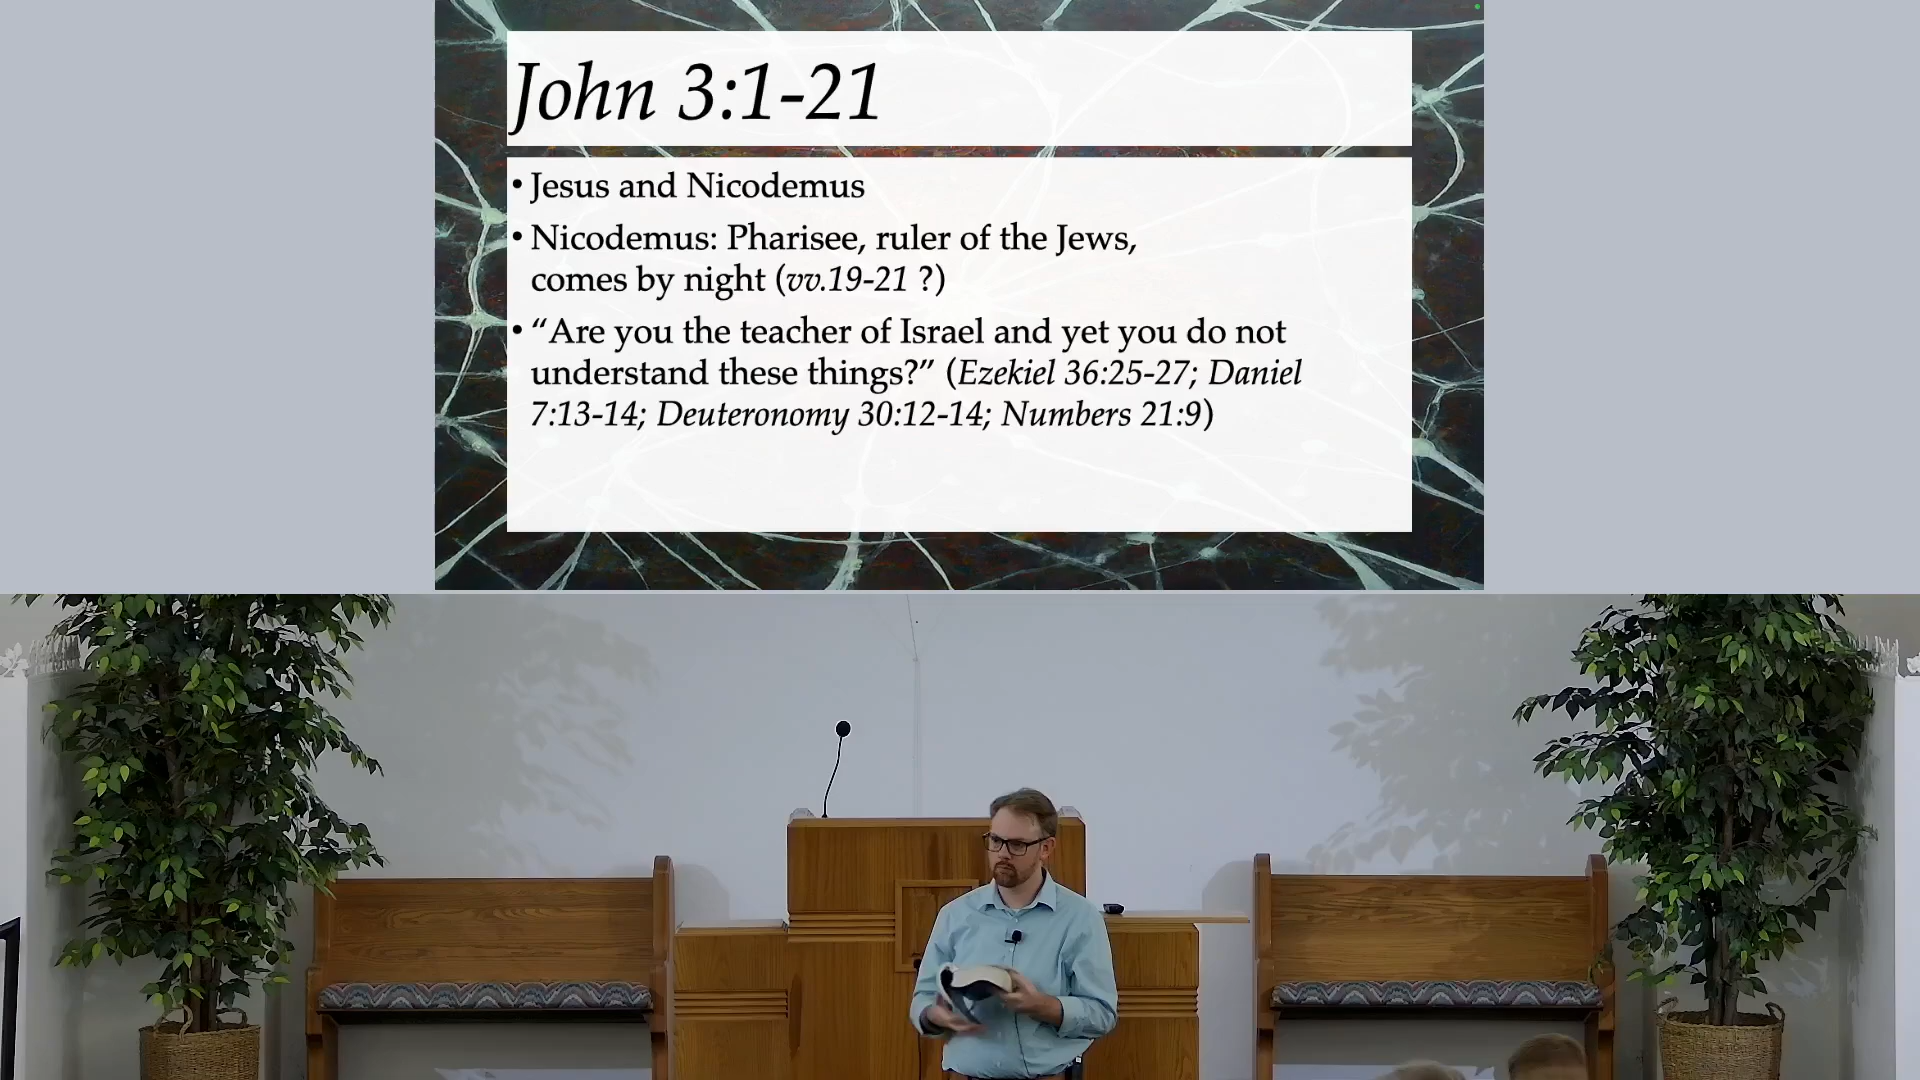 John 3:1-21
• Jesus and Nicodemus
• Nicodemus: Pharisee, ruler of the Jews,
comes by night (vv.19-21 ?)
• “Are you the teacher of Israel and yet you do not
understand these things?” (Ezekiel 36:25-27; Daniel
7:13-14; Deuteronomy 30:12-14; Numbers 21:9)